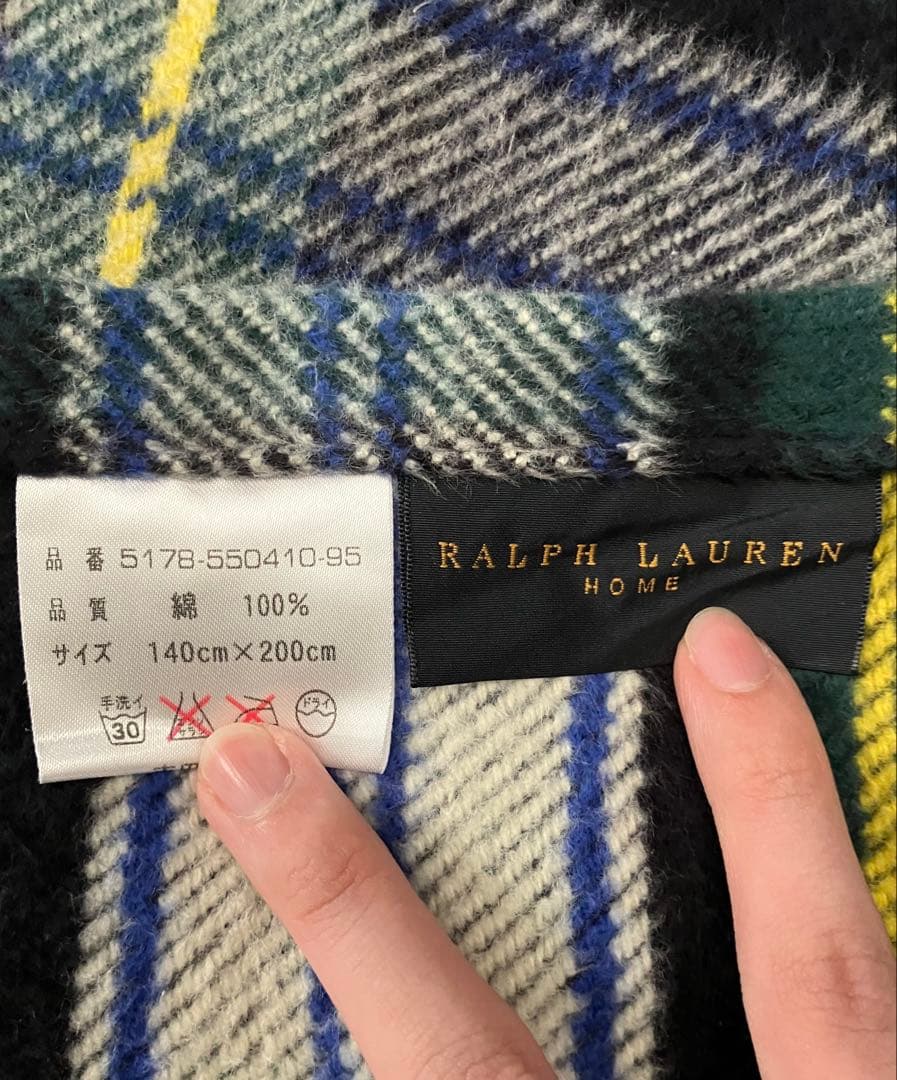 品 番 5178-550410-95
品 質 綿 100%
サイズ 140cm×200cm
手洗イ
30
ドライ
RALPH LAUREN
HOME